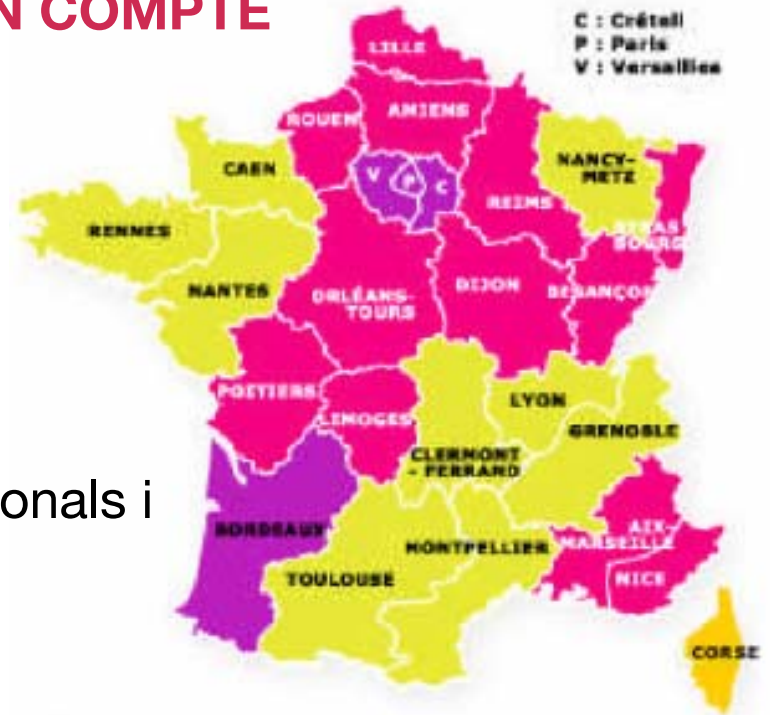 N COMPTE
C : Créteil
P : Paris
V : Versailles
LILLE
AMIENS
ROUEN
CAEN
V
P
C
REIMS
NANCY-
METZ
STRAS
BOURG
RENNES
NANTES
ORLÉANS-
TOURS
DIJON
BESANÇON
POITIERS
LIMOGES
LYON
GRENOBLE
CLERMONT
- FERRAND
onals i
BORDEAUX
AIX-
MARSEILLE
MONTPELLIER
TOULOUSE
NICE
CORSE